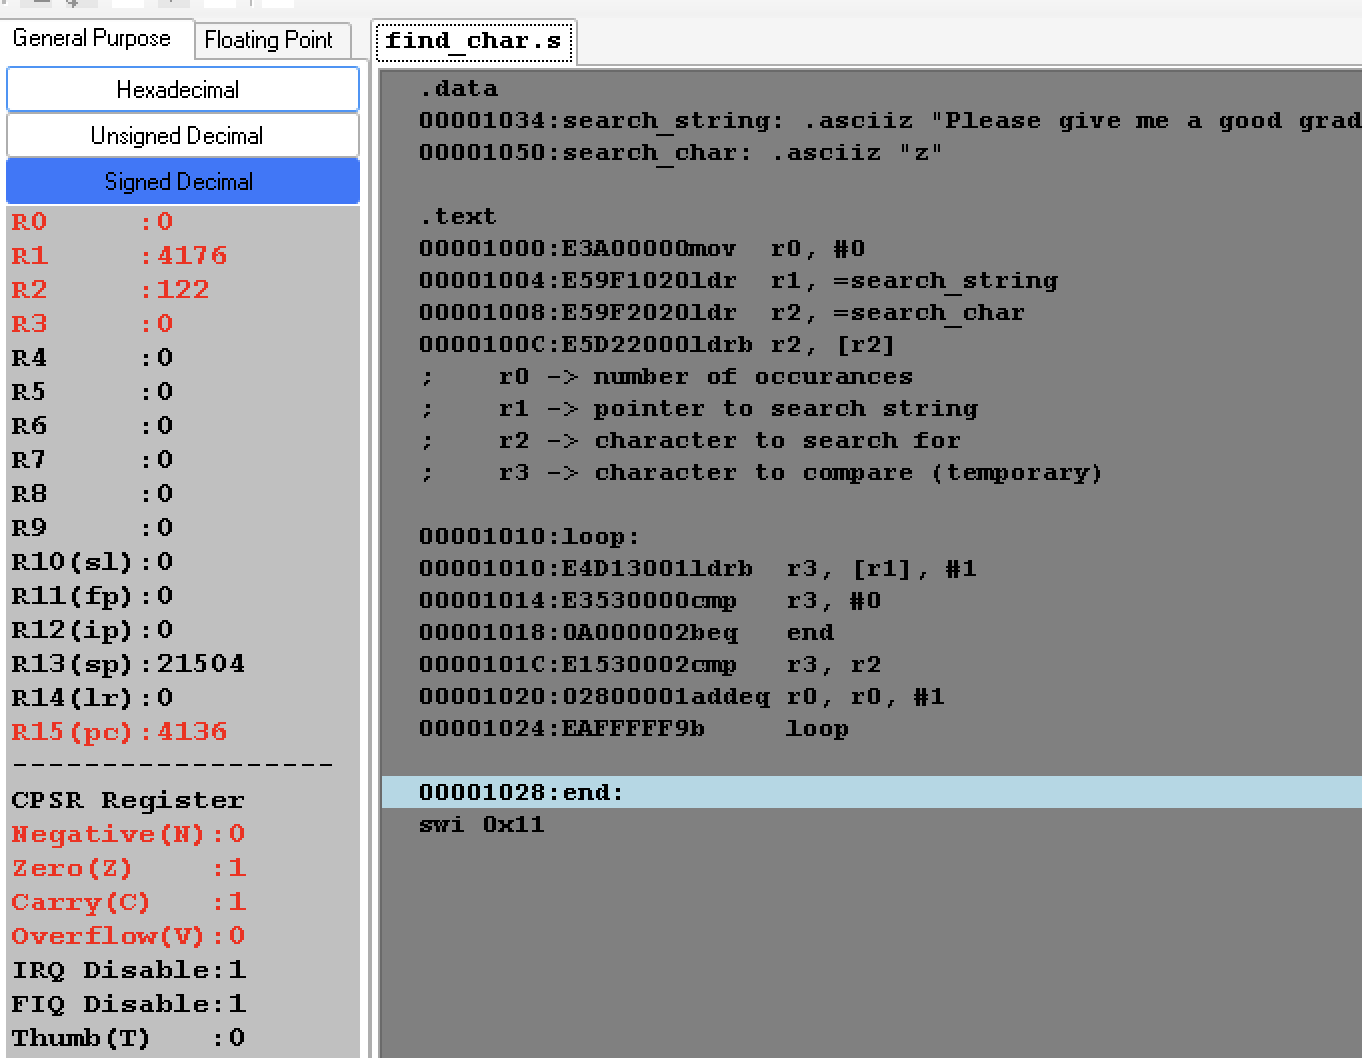 General Purpose
Floating Point
Hexadecimal
Unsigned Decimal
Signed Decimal
R0      :0
R1      :4176
R2      :122
R3      :0
R4      :0
R5      :0
R6      :0
R7      :0
R8      :0
R9      :0
R10(sl):0
R11(fp):0
R12(ip):0
R13(sp):21504
R14(lr):0
R15(pc):4136
------------------
CPSR Register
Negative(N):0
Zero(Z)    :1
Carry(C)   :1
Overflow(V):0
IRQ Disable:1
FIQ Disable:1
Thumb(T)   :0
find_char.s
.data
00001034:search_string: .asciiz "Please give me a good grad
00001050:search_char: .asciiz "z"
.text
00001000:E3A00000mov  r0, #0
00001004:E59F1020ldr  r1, =search_string
00001008:E59F2020ldr  r2, =search_char
0000100C:E5D22000ldrb r2, [r2]
;    r0 -> number of occurances
;    r1 -> pointer to search string
;    r2 -> character to search for
;    r3 -> character to compare (temporary)
00001010:loop:
00001010:E4D13001ldrb  r3, [r1], #1
00001014:E3530000cmp   r3, #0
00001018:0A000002beq   end
0000101C:E1530002cmp   r3, r2
00001020:02800001addeq r0, r0, #1
00001024:EAFFFFF9b     loop
00001028:end:
swi 0x11